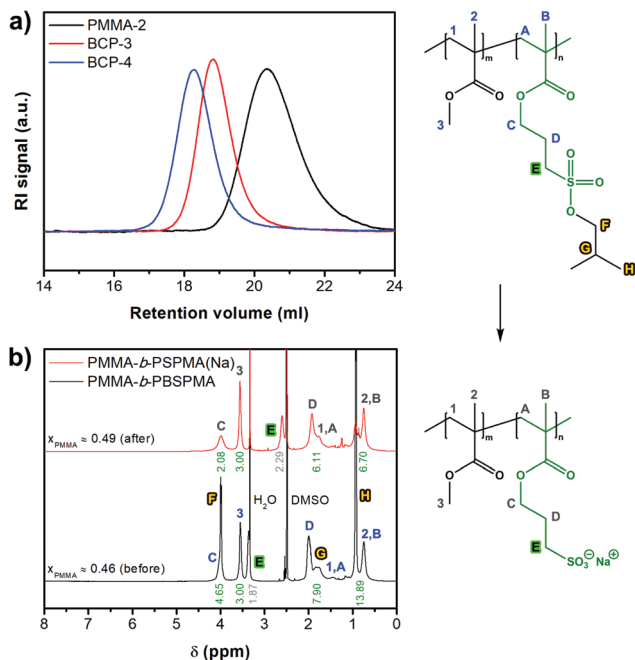 a)
PMMA-2
BCP-3
BCP-4
RI signal (a.u.)
14 16 18 20 22 24
Retention volume (ml)
1 2 A B
m n
O O O O
3 C D
E
S O
O
O F
G H
b)
PMMA-b-PSPMA(Na)
PMMA-b-PBSPMA
C 3 E D 1,A 2,B
xPMMA ≈ 0.49 (after)
2.08 3.00 2.29 6.11 6.70
F H2O DMSO H
C 3 E D G 1,A 2,B
xPMMA ≈ 0.46 (before)
4.65 3.00 1.87 7.90 13.89
8 7 6 5 4 3 2 1 0
δ (ppm)
1 2 A B
m n
O O O O
3 C D
E
SO3− Na+